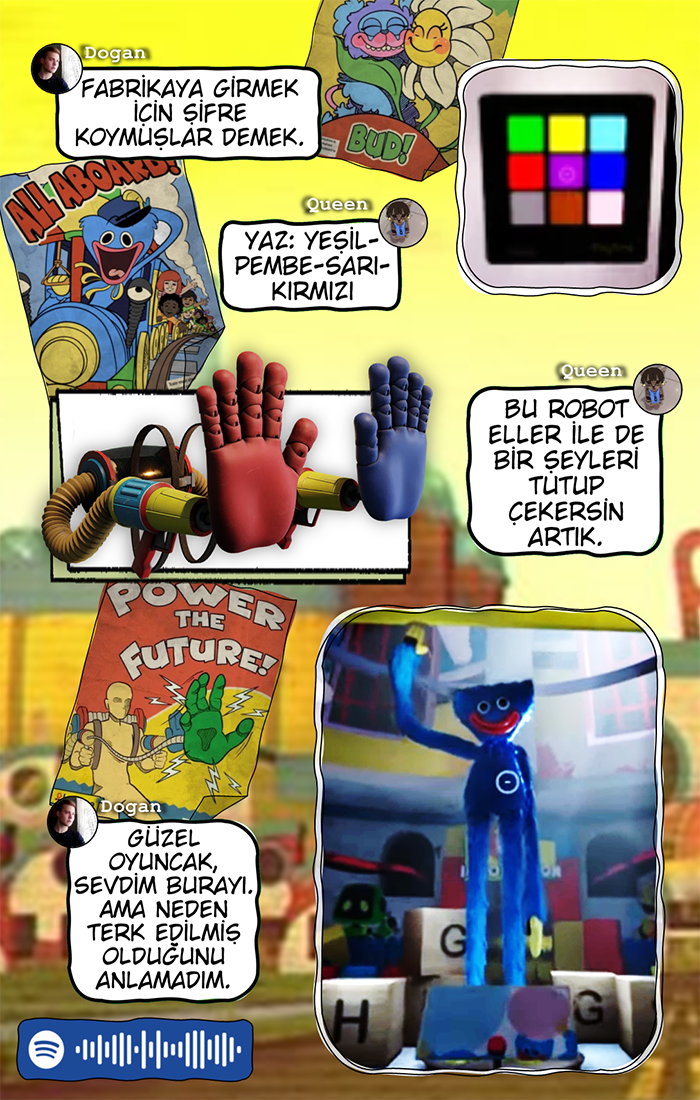 Dogan
FABRİKAYA GİRMEK
İÇİN ŞİFRE
KOYMUŞLAR DEMEK.
BUD!
ALL ABOARD!
Queen
YAZ: YEŞİL-
PEMBE-SARI-
KIRMIZI
Queen
BU ROBOT
ELLER İLE DE
BİR ŞEYLERİ
TUTUP
ÇEKERSİN
ARTIK.
POWER
THE
FUTURE!
Dogan
GÜZEL
OYUNCAK,
SEVDİM BURAYI.
AMA NEDEN
TERK EDİLMİŞ
OLDUĞUNU
ANLAMADIM.
G
H
G